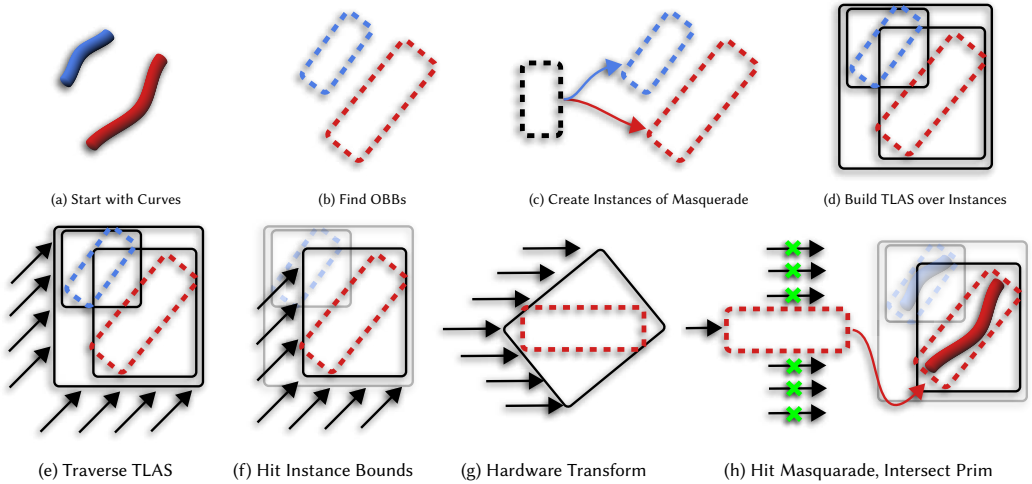 (a) Start with Curves
(b) Find OBBs
(c) Create Instances of Masquerade
(d) Build TLAS over Instances
(e) Traverse TLAS
(f) Hit Instance Bounds
(g) Hardware Transform
(h) Hit Masquarade, Intersect Prim